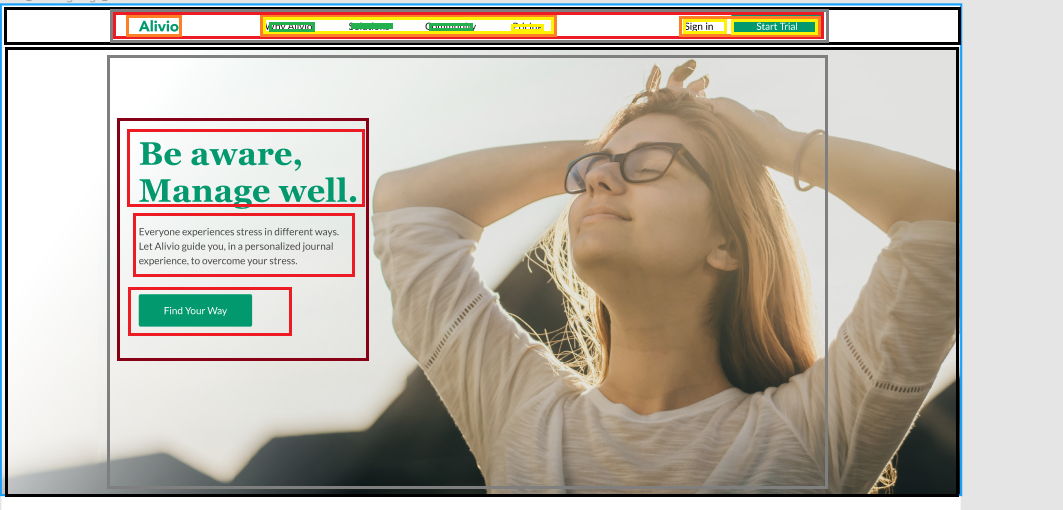 Alivio
Why Alivio
Solutions
Community
Pricing
Sign in
Start Trial
Be aware,
Manage well.
Everyone experiences stress in different ways.
Let Alivio guide you, in a personalized journal
experience, to overcome your stress.
Find Your Way